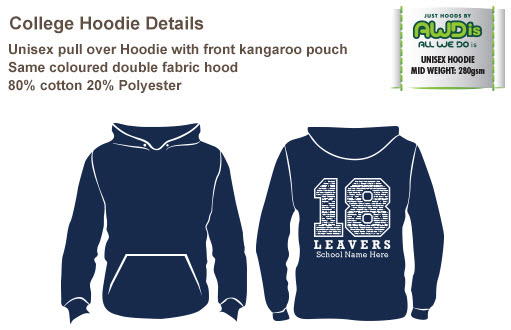 College Hoodie Details
Unisex pull over Hoodie with front kangaroo pouch
Same coloured double fabric hood
80% cotton 20% Polyester
JUST HOODS BY
AWDis
ALL WE DO is
UNISEX HOODIE
MID WEIGHT: 280gsm
18
LEAVERS
School Name Here